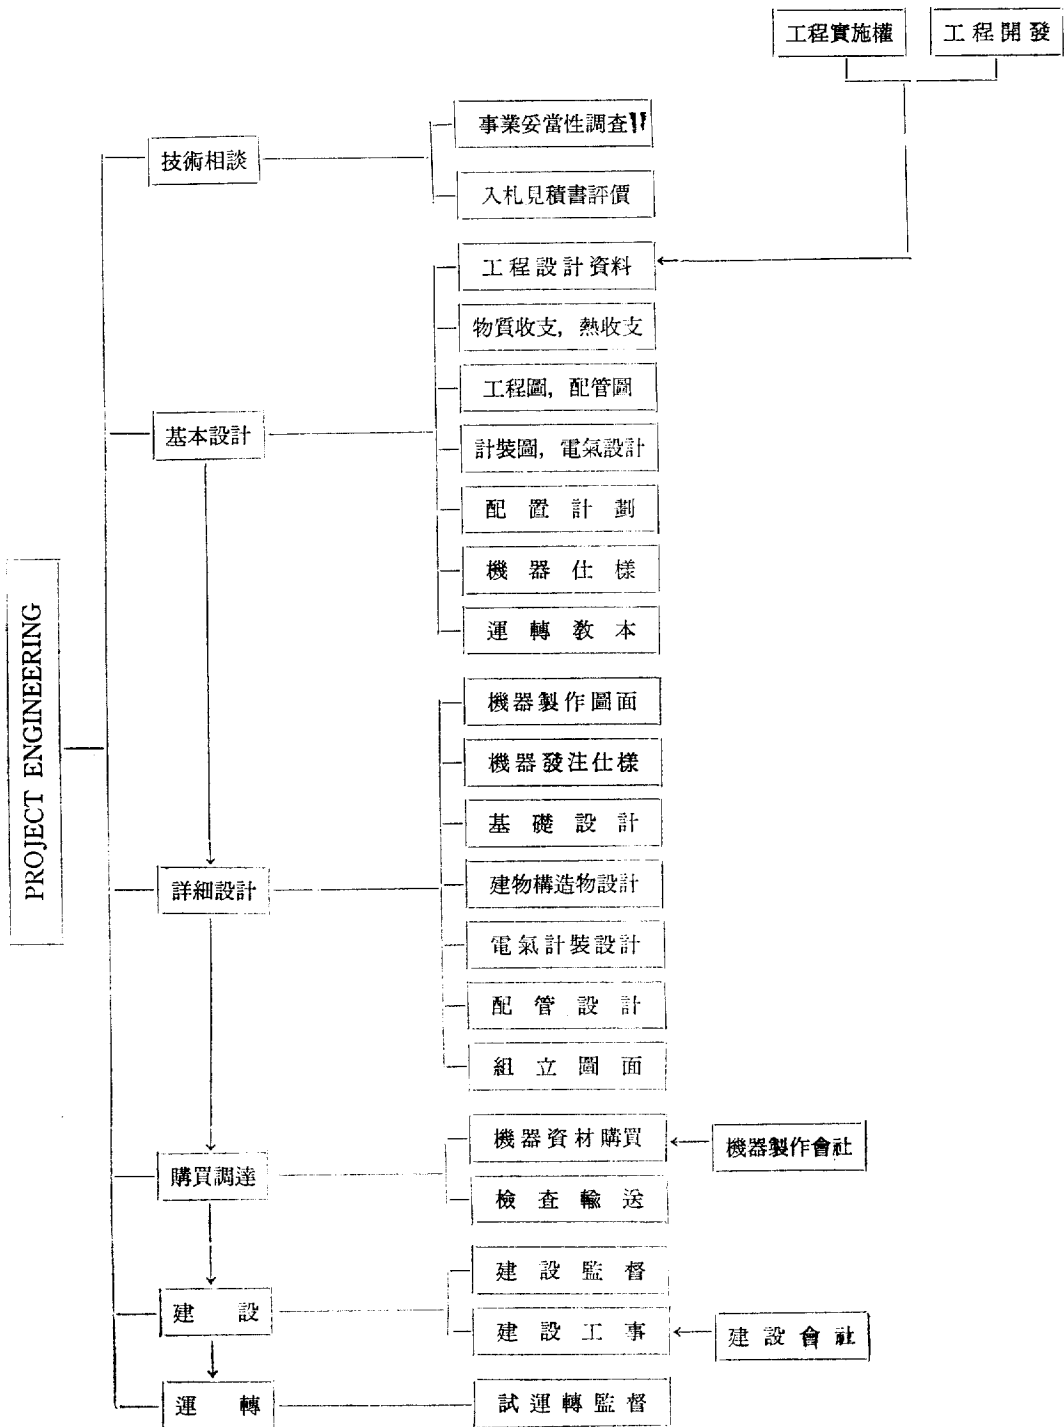 工程實施權
工程開發
事業妥當性調査
技術相談
入札見積書評價
工程設計資料
物質收支, 熱收支
工程圖, 配管圖
基本設計
計裝圖, 電氣設計
配置計劃
機器仕樣
運轉敎本
PROJECT ENGINEERING
機器製作圖面
機器發注仕樣
基礎設計
詳細設計
建物構造物設計
電氣計裝設計
配管設計
組立圖面
機器資材購買
機器製作會社
購買調達
檢查輸送
建設監督
建設
建設工事
建設會社
運轉
試運轉監督